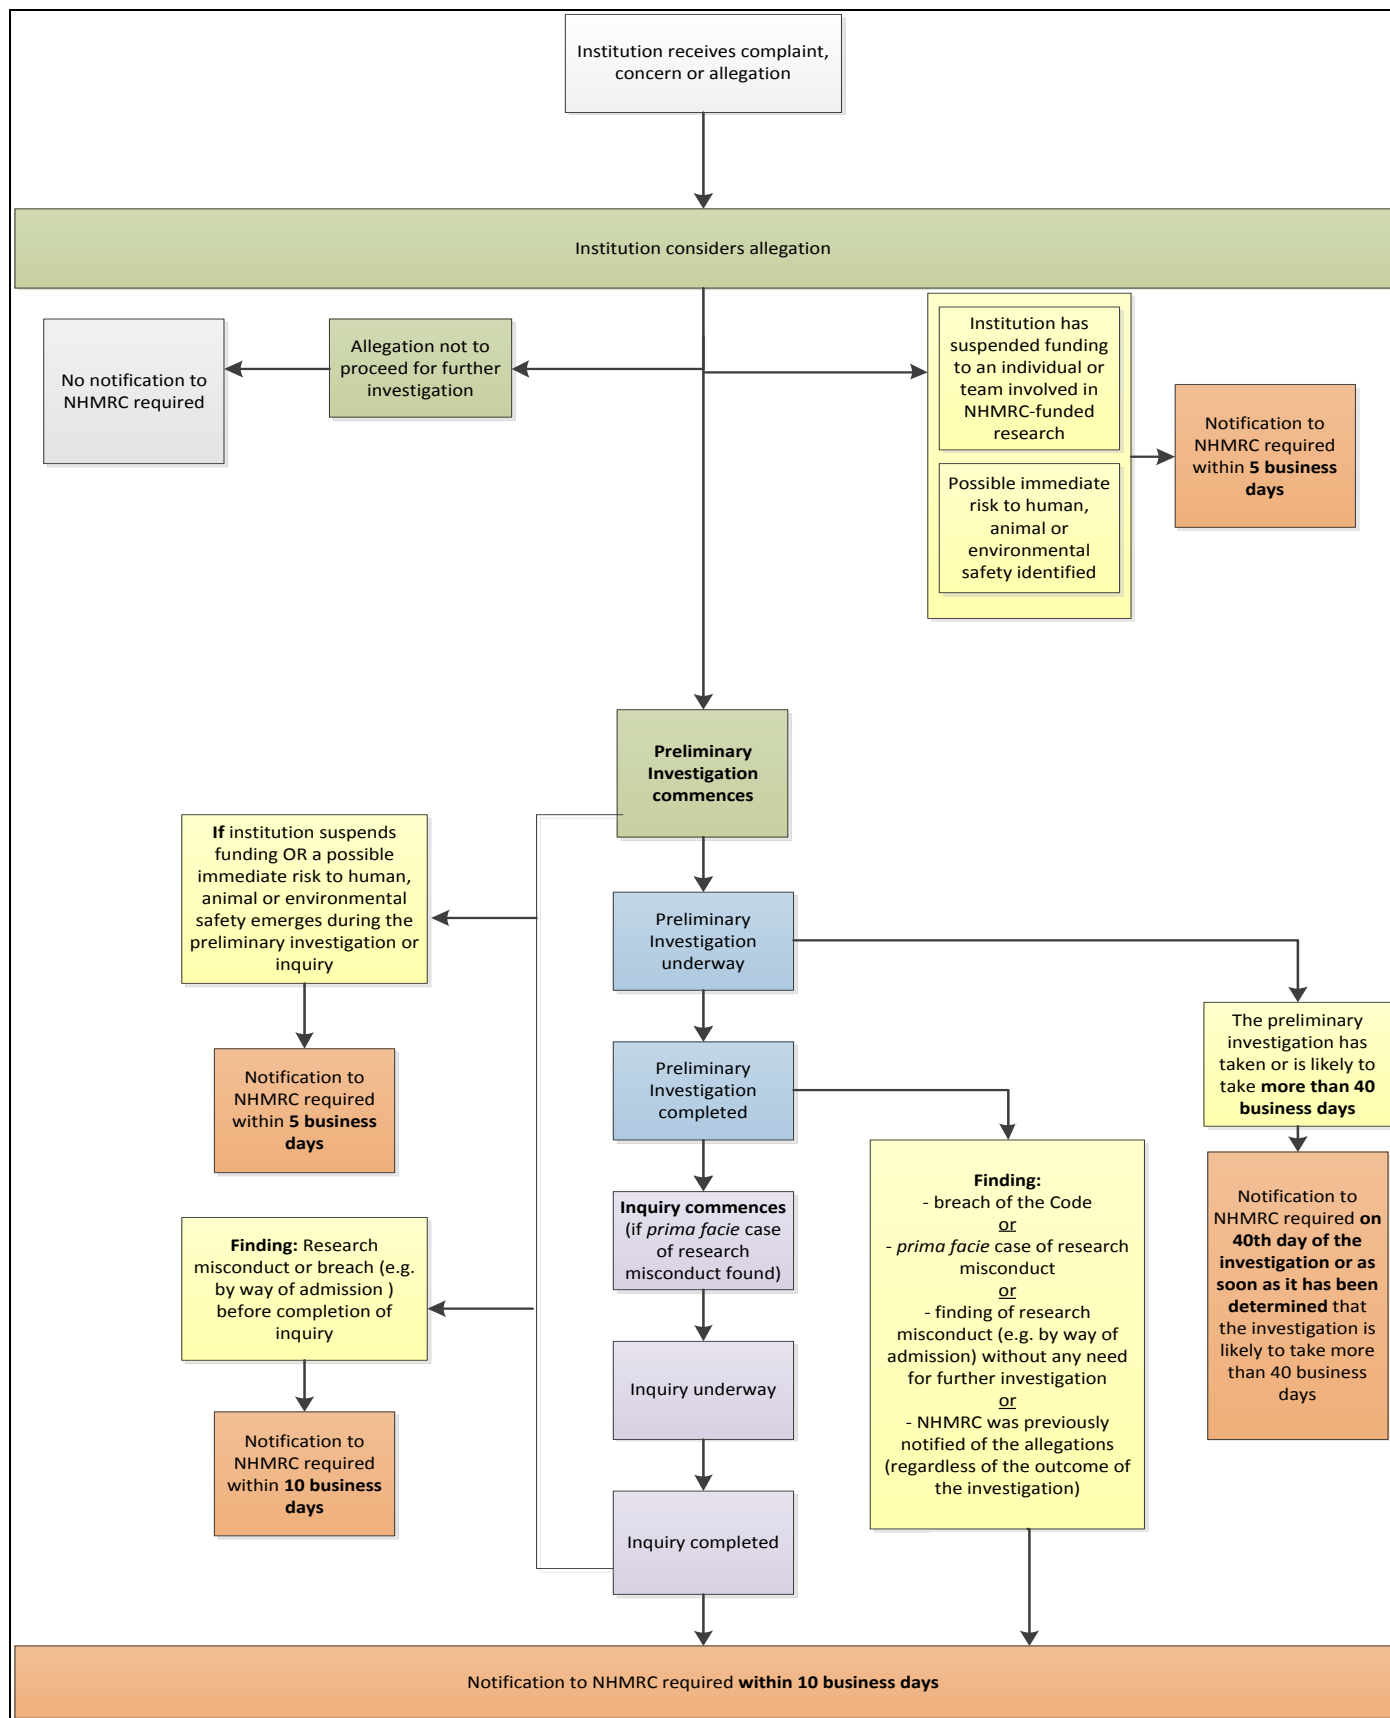 Institution receives complaint,
concern or allegation
Institution considers allegation
No notification to
NHMRC required
Allegation not to
proceed for further
investigation
Institution has
suspended funding
to an individual or
team involved in
NHMRC-funded
research
Possible immediate
risk to human,
animal or
environmental
safety identified
Notification to
NHMRC required
within 5 business
days
Preliminary
Investigation
commences
If institution suspends
funding OR a possible
immediate risk to human,
animal or environmental
safety emerges during the
preliminary investigation or
inquiry
Notification to
NHMRC required
within 5 business
days
Preliminary
Investigation
underway
Preliminary
Investigation
completed
The preliminary
investigation has
taken or is likely to
take more than 40
business days
Notification to
NHMRC required on
40th day of the
investigation or as
soon as it has been
determined that
the investigation is
likely to take more
than 40 business
days
Finding:
- breach of the Code
or
- prima facie case of research
misconduct
or
- finding of research
misconduct (e.g. by way of
admission) without any need
for further investigation
or
- NHMRC was previously
notified of the allegations
(regardless of the outcome of
the investigation)
Inquiry commences
(if prima facie case
of research
misconduct found)
Finding: Research
misconduct or breach (e.g.
by way of admission )
before completion of
inquiry
Notification to
NHMRC required
within 10 business
days
Inquiry underway
Inquiry completed
Notification to NHMRC required within 10 business days